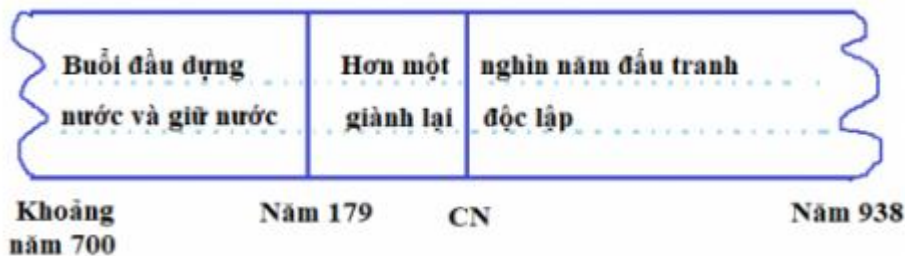 Buổi đầu dựng
nước và giữ nước
Hơn một nghìn năm đấu tranh
giành lại độc lập
Khoảng
năm 700
Năm 179
CN
Năm 938